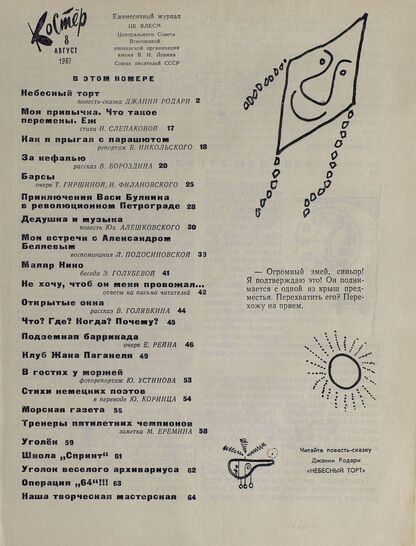 Костёр
8
АВГУСТ
1967
Ежемесячный журнал
ЦК ВЛКСМ
Центрального Совета
Всесоюзной
пионерской организации
имени В. И. Ленина
Союза писателей СССР
В ЭТОМ НОМЕРЕ
Небесный торт
повесть-сказка ДЖАННИ РОДАРИ 2
Моя привычка. Что такое
перемены. Еж
стихи Н. СЛЕПАКОВОЙ 17
Как я прыгал с парашютом
репортаж Б. НИКОЛЬСКОГО 18
За кефалью
рассказ В. БОРОЗДИНА 20
Барсы
очерк Т. ГИРШИНОЙ, И. ФИЛАНОВСКОГО 25
Приключения Васи Булкина
в революционном Петрограде 28
Дедушка и музыка
повесть Юз. АЛЕШКОВСКОГО 30
Мои встречи с Александром
Беляевым
воспоминания Л. ПОДОСИНОВСКОЙ 39
Маляр Нино
беседа Э. ГОЛУБЕВОЙ 41
Не хочу, чтоб он меня провожал...
ответы на письма читателей 42
Открытые окна
рассказ В. ГОЛЯВКИНА 44
Что? Где? Когда? Почему? 45
Подземная баррикада
очерк Е. РЕЙНА 46
Клуб Жака Паганеля 49
В гостях у моржей
фоторепортаж Ю. УСТИНОВА 53
Стихи немецких поэтов
в переводе Ю. КОРИНЦА 54
Морская газета 56
Тренеры пятилетних чемпионов
заметка М. ЕРЕМИНА 58
Уголёк 59
Школа „Спринт“ 61
Уголок веселого архивариуса 62
Операция „64“!!! 63
Наша творческая мастерская 64
— Огромный змей, синьор!
Я подтверждаю это! Он подни-
мается с одной из крыш пред-
местья. Перехватить его? Пере-
хожу на прием.
Читайте повесть-сказку
Джанни Родари
«НЕБЕСНЫЙ ТОРТ»